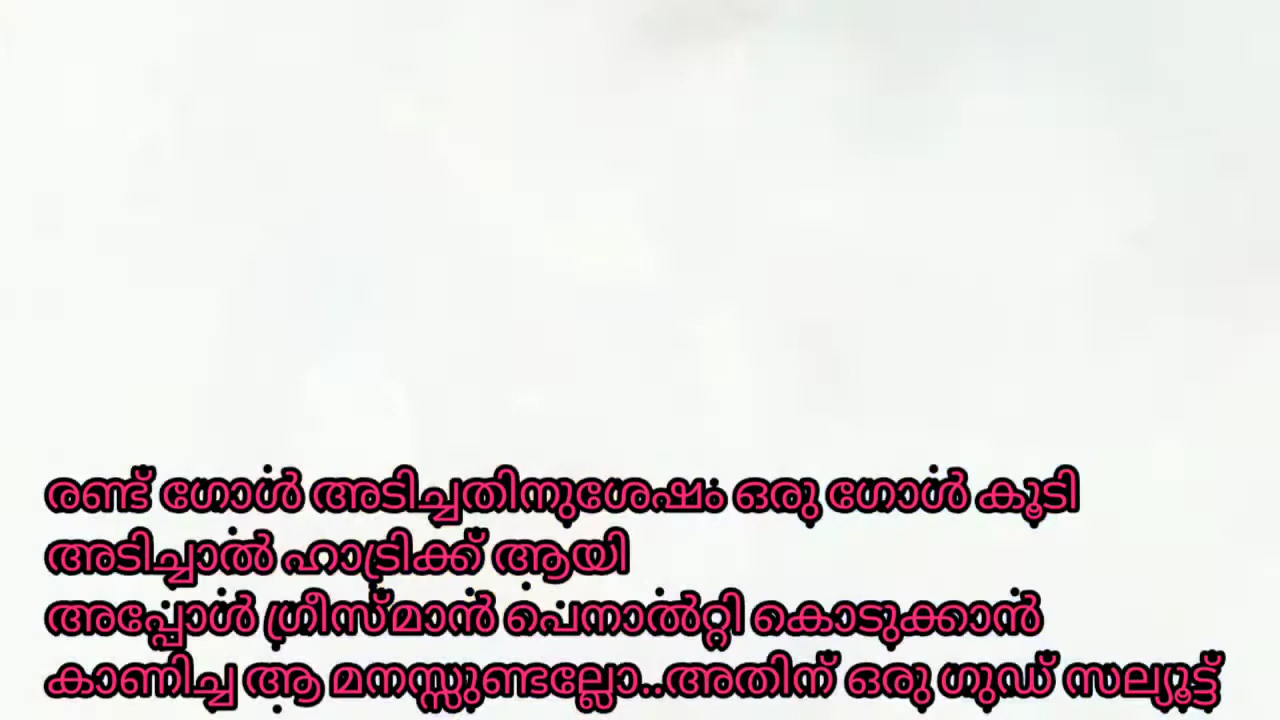 രണ്ട് ഗോൾ അടിച്ചതിനുശേഷം ഒരു ഗോൾ കൂടി
അടിച്ചാൽ ഹാട്രിക്ക് ആയി
അപ്പോൾ ഗ്രീസ്മാൻ പെനാൽറ്റി കൊടുക്കാൻ
കാണിച്ച ആ മനസ്സുണ്ടല്ലോ..അതിന് ഒരു ഗുഡ് സല്യൂട്ട്